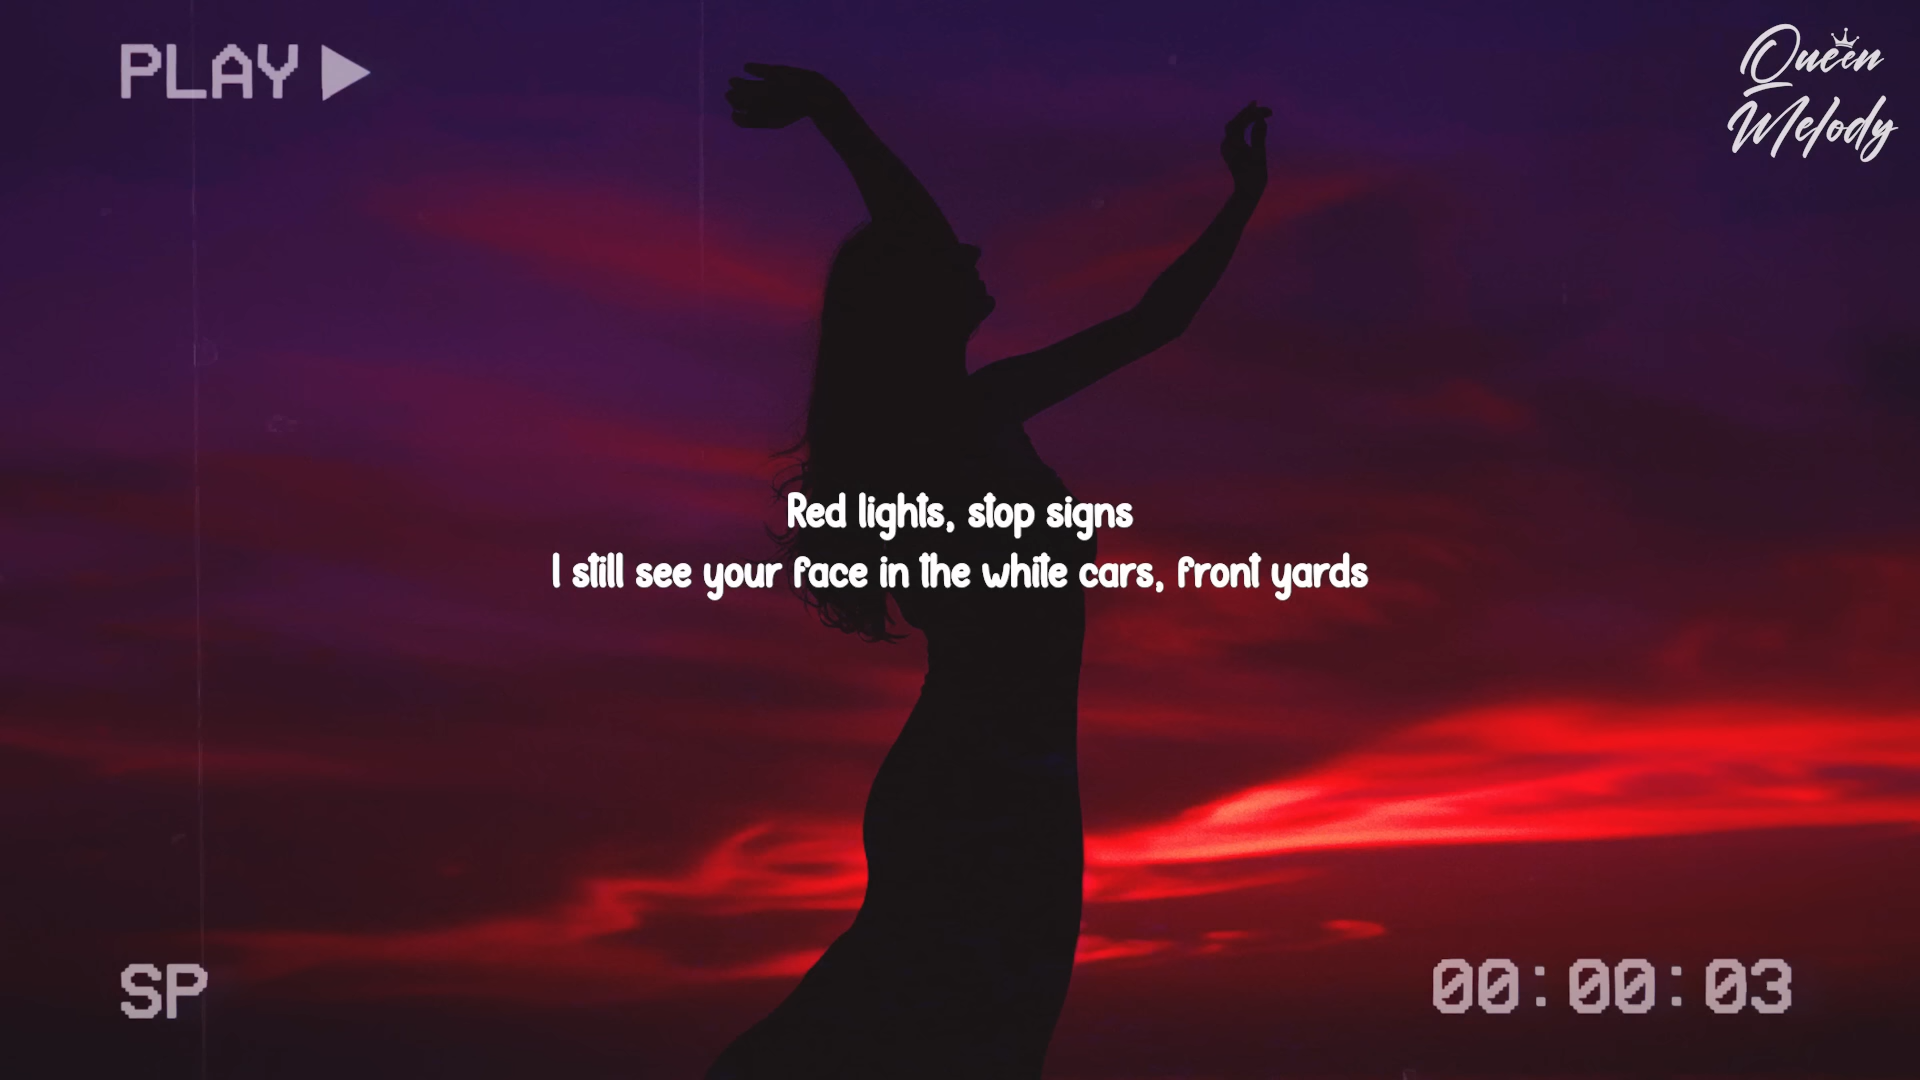 PLAY
Queen
Melody
Red lights, stop signs
I still see your face in the white cars, front yards
SP
00:00:03